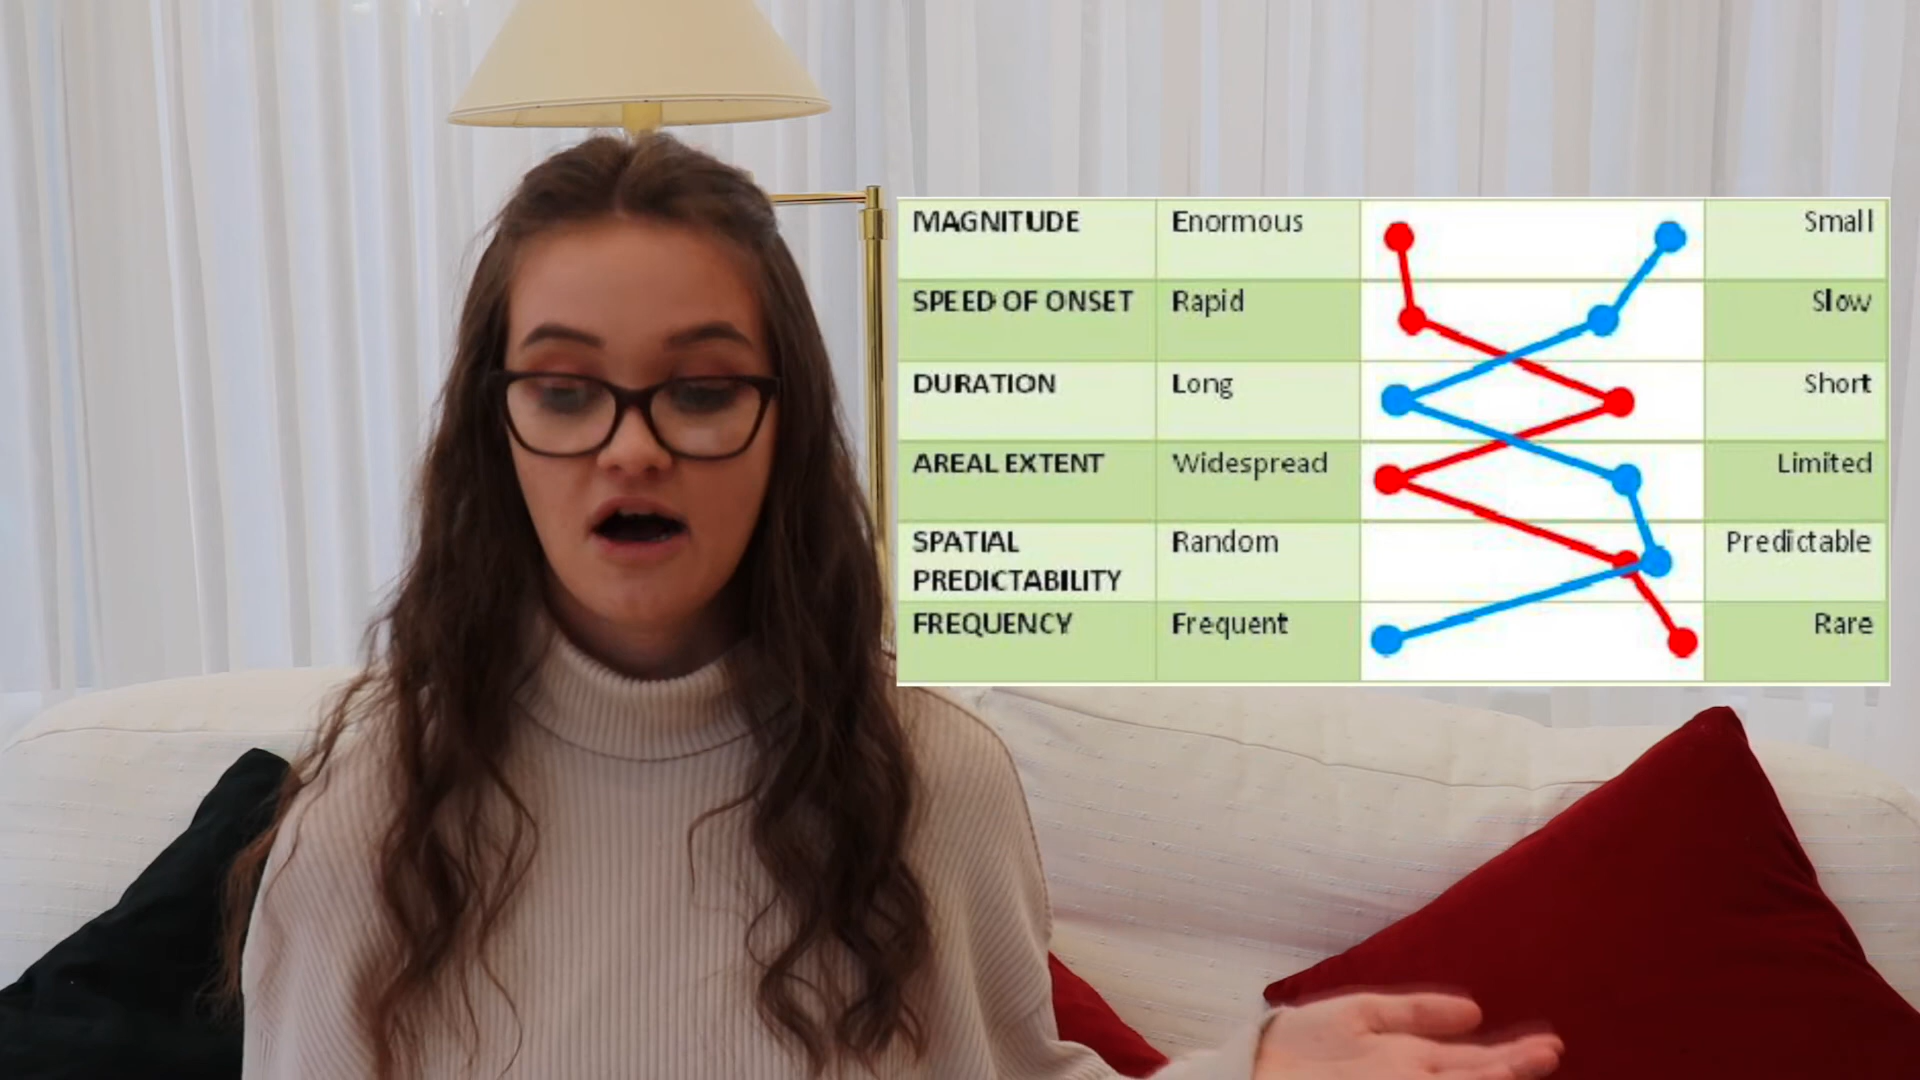 MAGNITUDE Enormous Small
SPEED OF ONSET Rapid Slow
DURATION Long Short
AREAL EXTENT Widespread Limited
SPATIAL PREDICTABILITY Random Predictable
FREQUENCY Frequent Rare